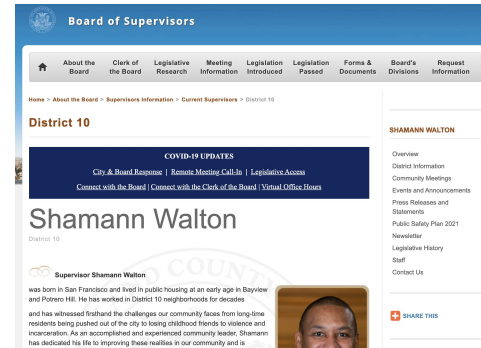 Board of Supervisors
About the Board
Clerk of the Board
Legislative Research
Meeting Information
Legislation Introduced
Legislation Passed
Forms & Documents
Board's Divisions
Request Information
Home > About the Board > Supervisors Information > Current Supervisors > District 10
District 10
COVID-19 UPDATES
City & Board Response | Remote Meeting Call-In | Legislative Access
Connect with the Board | Connect with the Clerk of the Board | Virtual Office Hours
Shamann Walton
District 10
Supervisor Shamann Walton
was born in San Francisco and lived in public housing at an early age in Bayview
and Potrero Hill. He has worked in District 10 neighborhoods for decades
and has witnessed firsthand the challenges our community faces from long-time
residents being pushed out of the city to losing childhood friends to violence and
incarceration. As an accomplished and experienced community leader, Shamann
has dedicated his life to improving these realities in our community and is
SHAMANN WALTON
Overview
District Information
Community Meetings
Events and Announcements
Press Releases and
Statements
Public Safety Plan 2021
Newsletter
Legislative History
Staff
Contact Us
SHARE THIS